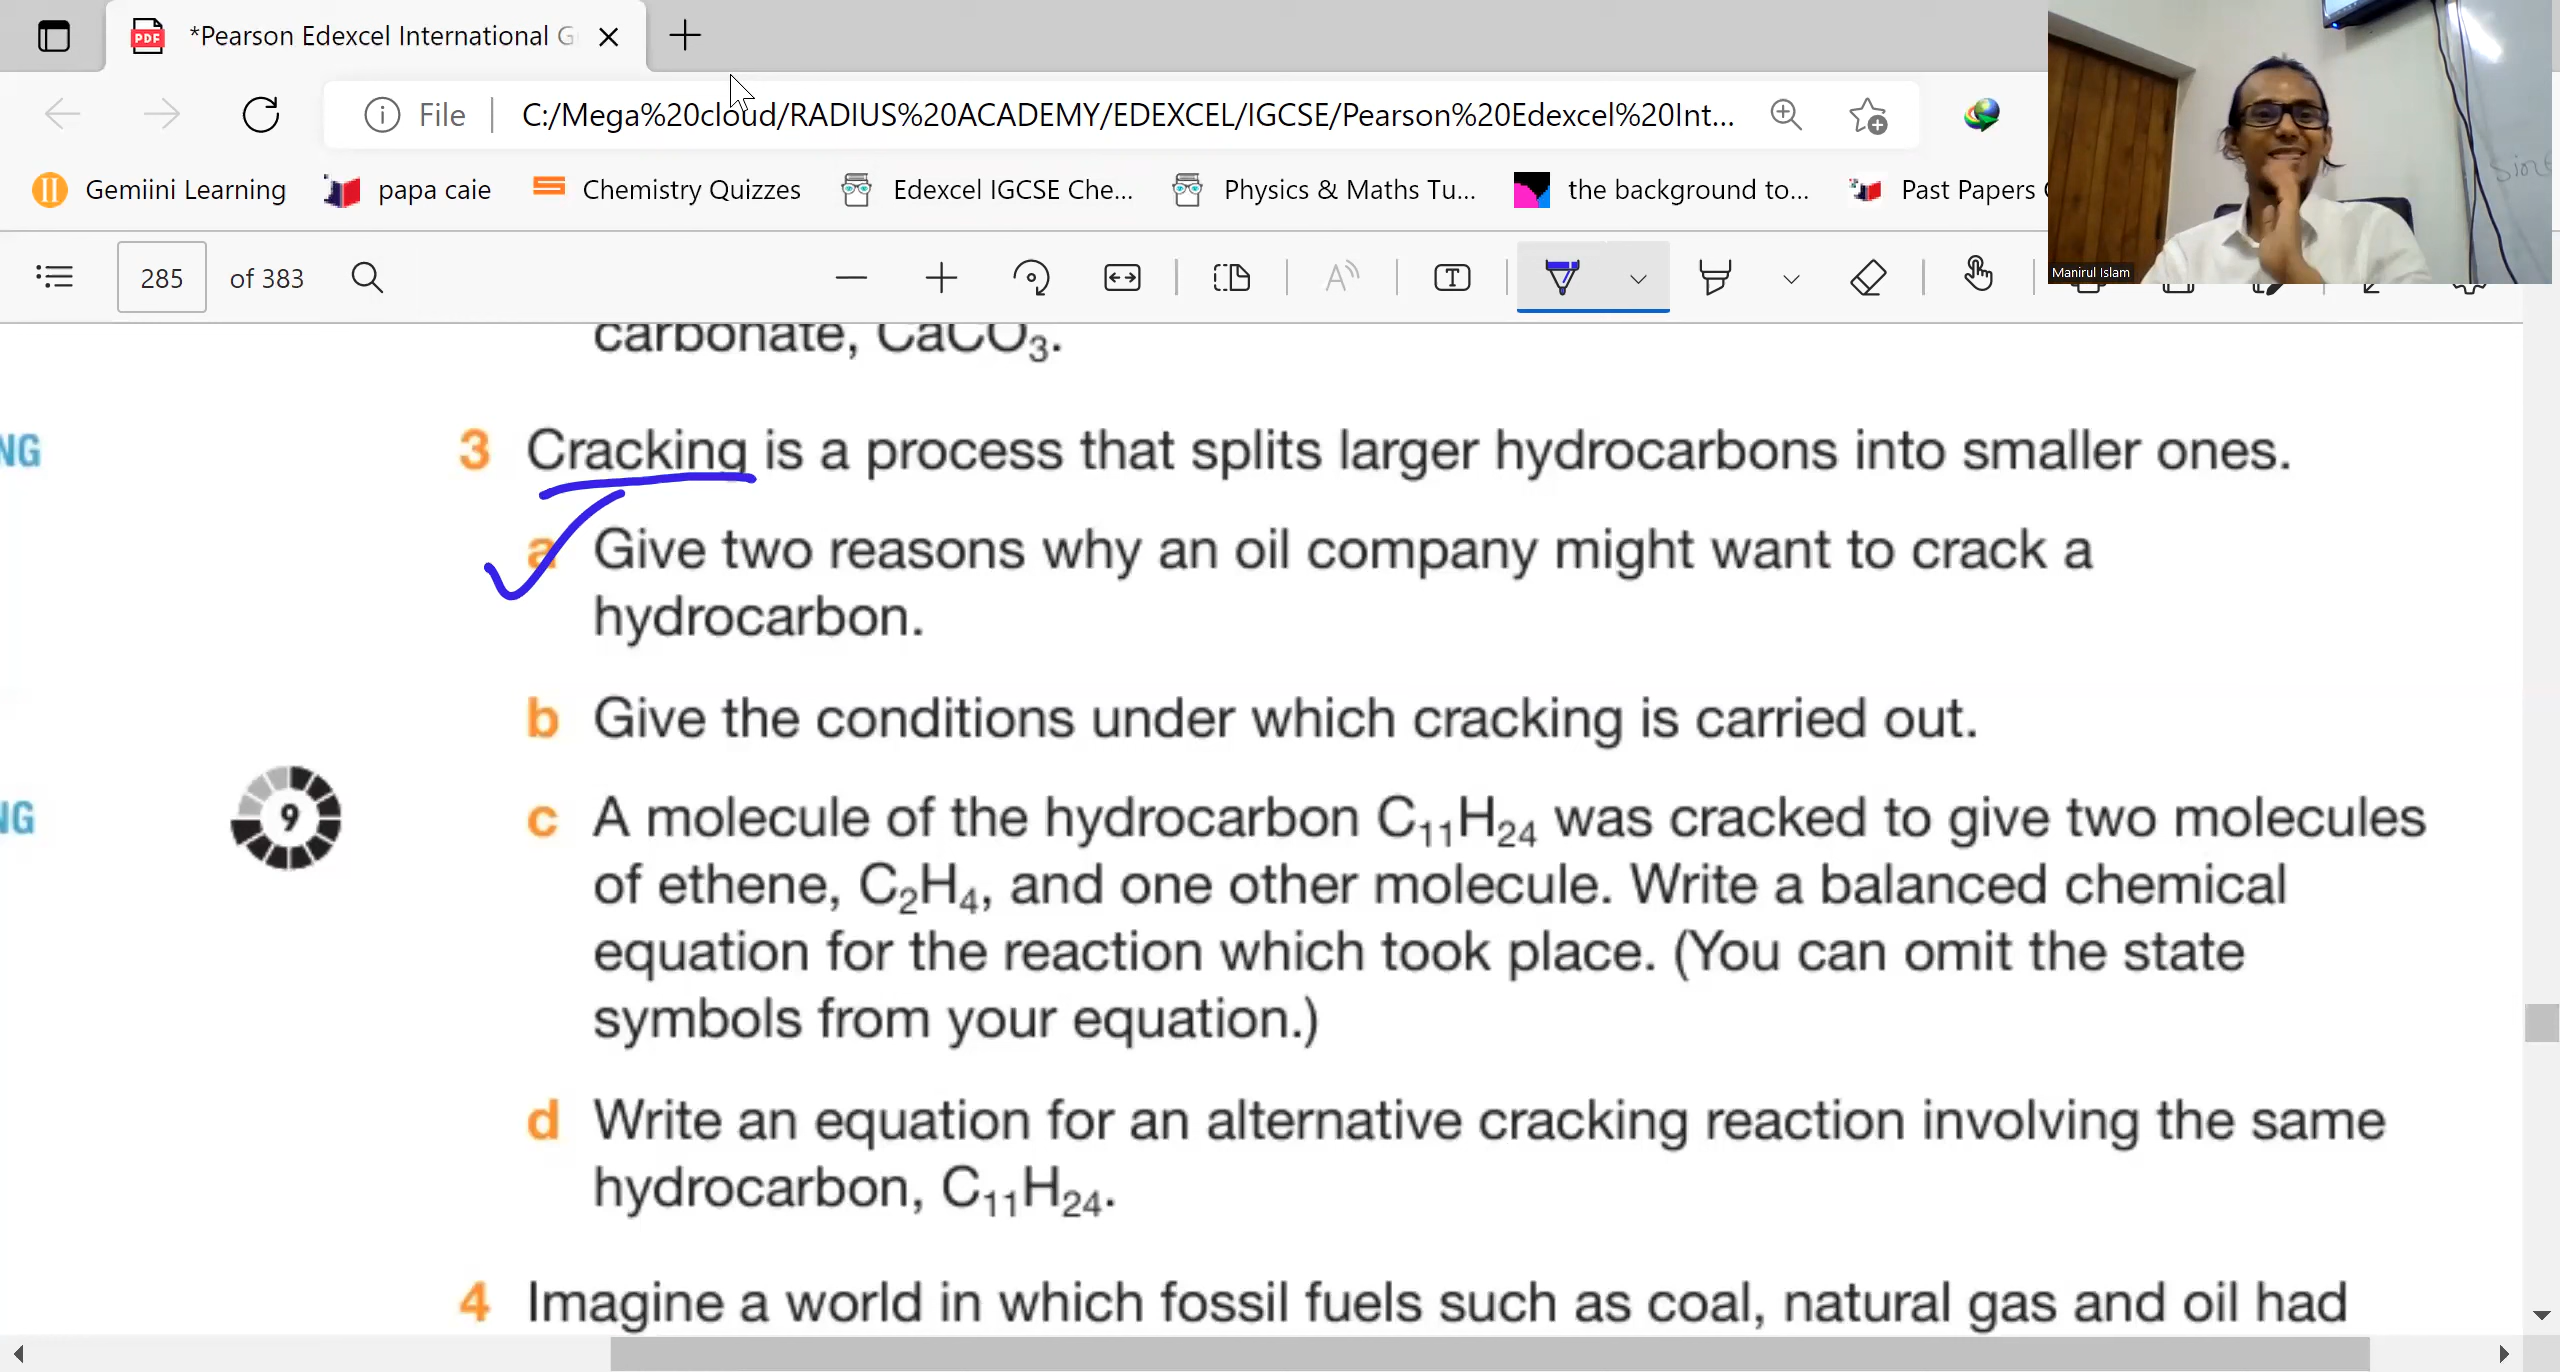 *Pearson Edexcel International G
File
C:/Mega%20cloud/RADIUS%20ACADEMY/EDEXCEL/IGCSE/Pearson%20Edexcel%20Int...
Gemiini Learning
papa caie
Chemistry Quizzes
Edexcel IGCSE Che...
Physics & Maths Tu...
the background to...
Past Papers
285 of 383
Manirul Islam
carbonate, CaCO₃.
3 Cracking is a process that splits larger hydrocarbons into smaller ones.
a Give two reasons why an oil company might want to crack a
hydrocarbon.
b Give the conditions under which cracking is carried out.
9
c A molecule of the hydrocarbon C₁₁H₂₄ was cracked to give two molecules
of ethene, C₂H₄, and one other molecule. Write a balanced chemical
equation for the reaction which took place. (You can omit the state
symbols from your equation.)
d Write an equation for an alternative cracking reaction involving the same
hydrocarbon, C₁₁H₂₄.
4 Imagine a world in which fossil fuels such as coal, natural gas and oil had